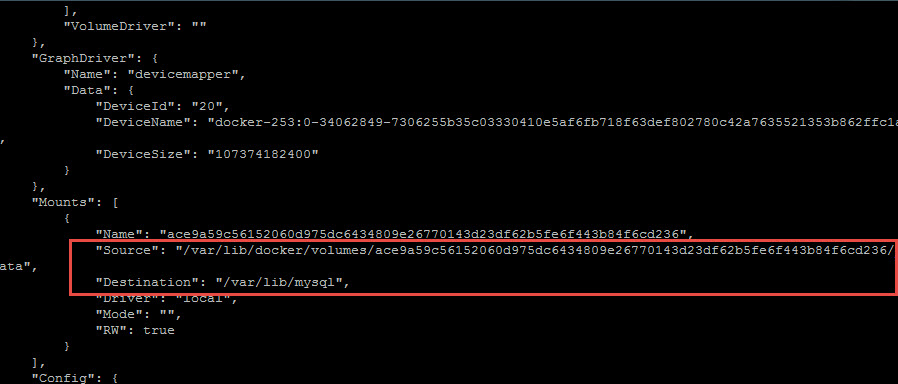 ],
"VolumeDriver": ""
},
"GraphDriver": {
"Name": "devicemapper",
"Data": {
"DeviceId": "20",
"DeviceName": "docker-253:0-34062849-7306255b35c03330410e5af6fb718f63def802780c42a7635521353b862ffc1a
,
"DeviceSize": "107374182400"
}
},
"Mounts": [
{
"Name": "ace9a59c56152060d975dc6434809e26770143d23df62b5fe6f443b84f6cd236",
"Source": "/var/lib/docker/volumes/ace9a59c56152060d975dc6434809e26770143d23df62b5fe6f443b84f6cd236/
ata",
"Destination": "/var/lib/mysql",
"Driver": "local",
"Mode": "",
"RW": true
}
],
"Config": {